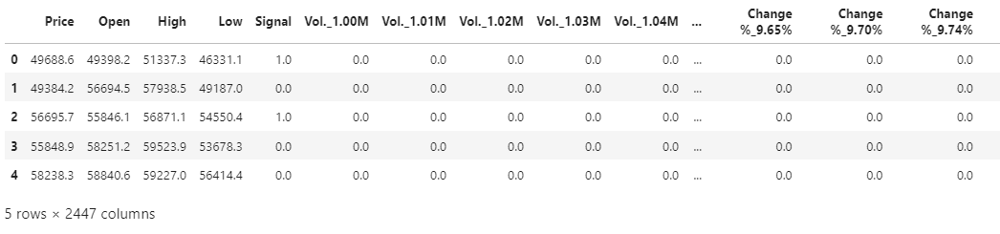 Price Open High Low Signal Vol._1.00M Vol._1.01M Vol._1.02M Vol._1.03M Vol._1.04M ... Change %_9.65% Change %_9.70% Change %_9.74%
0 49688.6 49398.2 51337.3 46331.1 1.0 0.0 0.0 0.0 0.0 0.0 ... 0.0 0.0 0.0
1 49384.2 56694.5 57938.5 49187.0 0.0 0.0 0.0 0.0 0.0 0.0 ... 0.0 0.0 0.0
2 56695.7 55846.1 56871.1 54550.4 1.0 0.0 0.0 0.0 0.0 0.0 ... 0.0 0.0 0.0
3 55848.9 58251.2 59523.9 53678.3 0.0 0.0 0.0 0.0 0.0 0.0 ... 0.0 0.0 0.0
4 58238.3 58840.6 59227.0 56414.4 0.0 0.0 0.0 0.0 0.0 0.0 ... 0.0 0.0 0.0
5 rows × 2447 columns